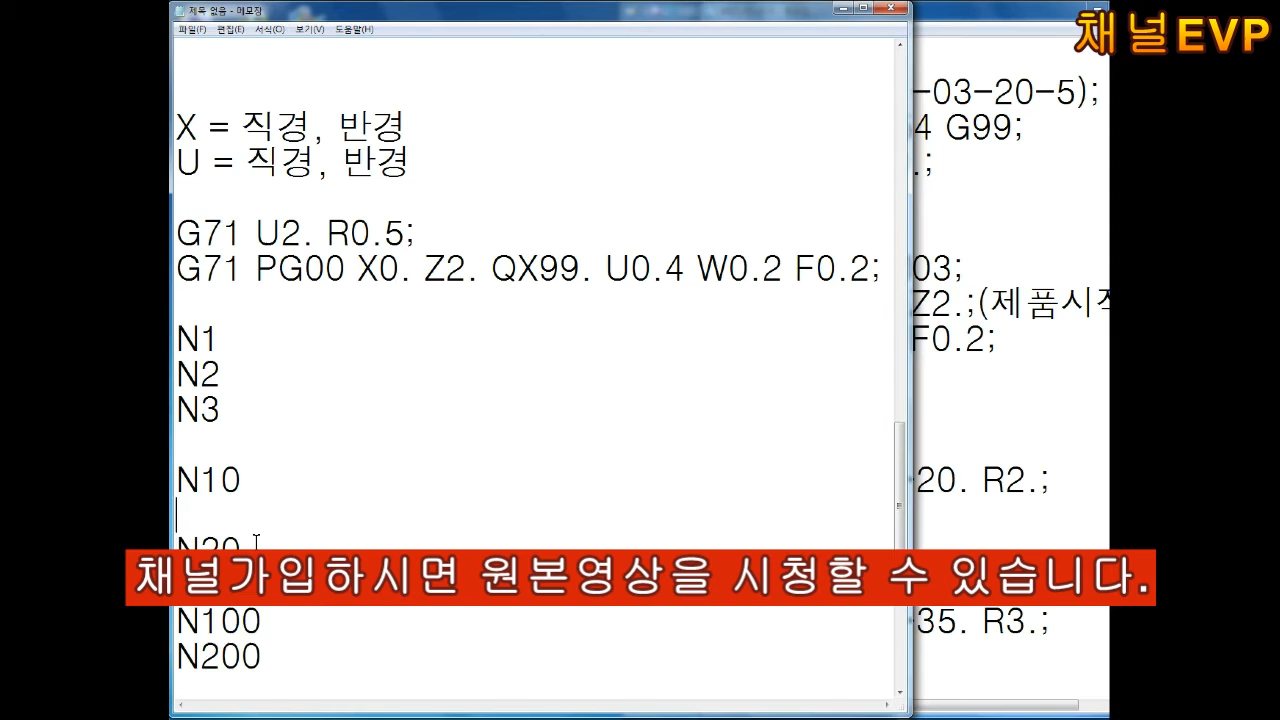 제목 없음 - 메모장
채널EVP
파일(F) 편집(E) 서식(O) 보기(V) 도움말(H)
X = 직경, 반경
U = 직경, 반경
G71 U2. R0.5;
G71 PG00 X0. Z2. QX99. U0.4 W0.2 F0.2;
N1
N2
N3
N10
N20
N100
N200
-03-20-5);
4 G99;
.;
03;
Z2.;(제품시작
F0.2;
20. R2.;
35. R3.;
채널가입하시면 원본영상을 시청할 수 있습니다.